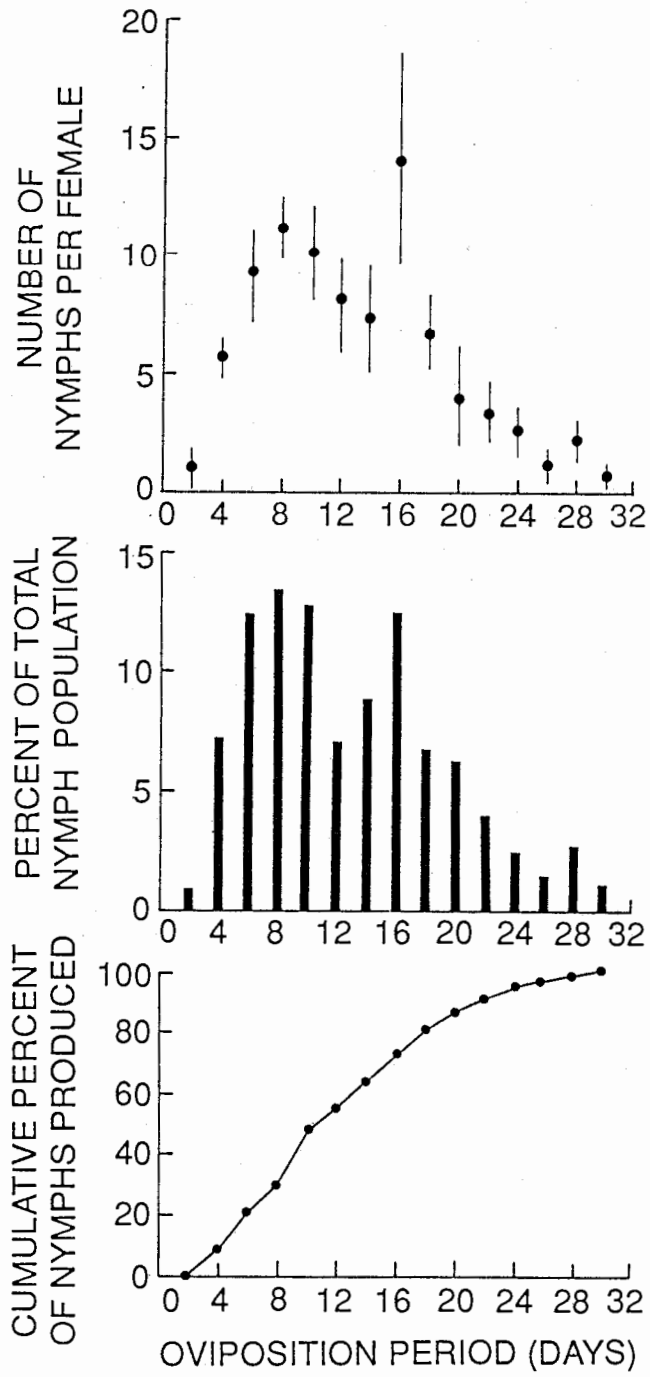 NUMBER OF
NYMPHS PER FEMALE
20
15
10
5
0
0 4 8 12 16 20 24 28 32
PERCENT OF TOTAL
NYMPH POPULATION
15
10
5
0
0 4 8 12 16 20 24 28 32
CUMULATIVE PERCENT
OF NYMPHS PRODUCED
100
80
60
40
20
0
0 4 8 12 16 20 24 28 32
OVIPOSITION PERIOD (DAYS)